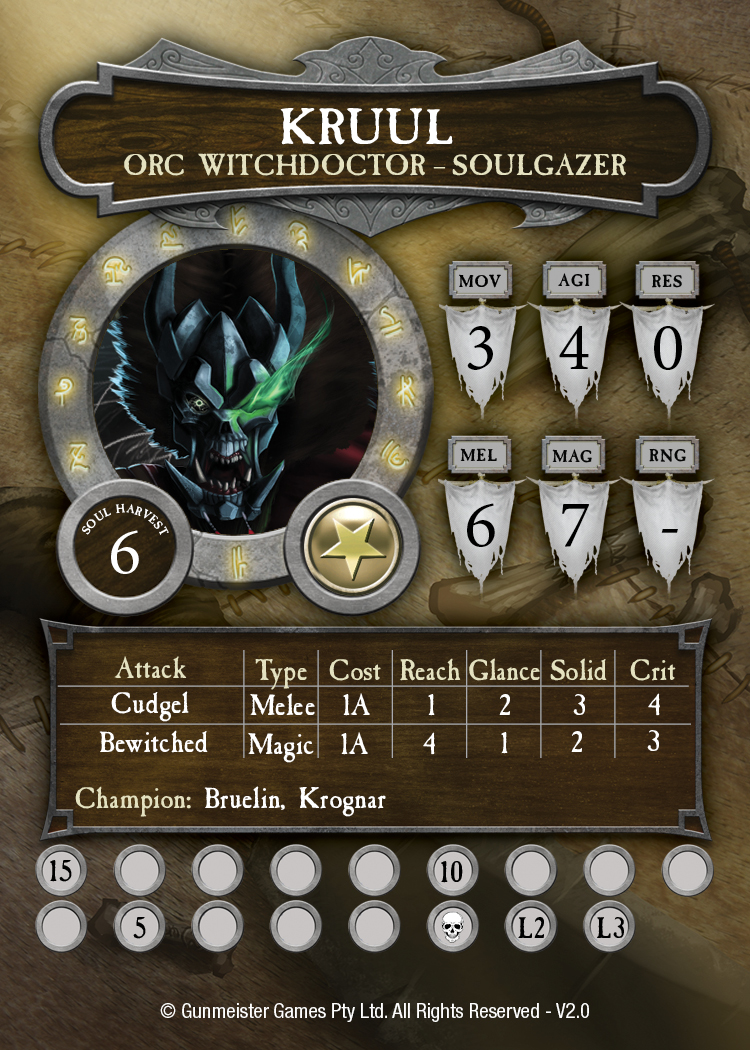 KRUUL
ORC WITCHDOCTOR – SOULGAZER
MOV AGI RES
3 4 0
MEL MAG RNG
6 7 -
SOUL HARVEST
6
Attack Type Cost Reach Glance Solid Crit
Cudgel Melee 1A 1 2 3 4
Bewitched Magic 1A 4 1 2 3
Champion: Bruelin, Krognar
15 10
5 L2 L3
© Gunmeister Games Pty Ltd. All Rights Reserved - V2.0